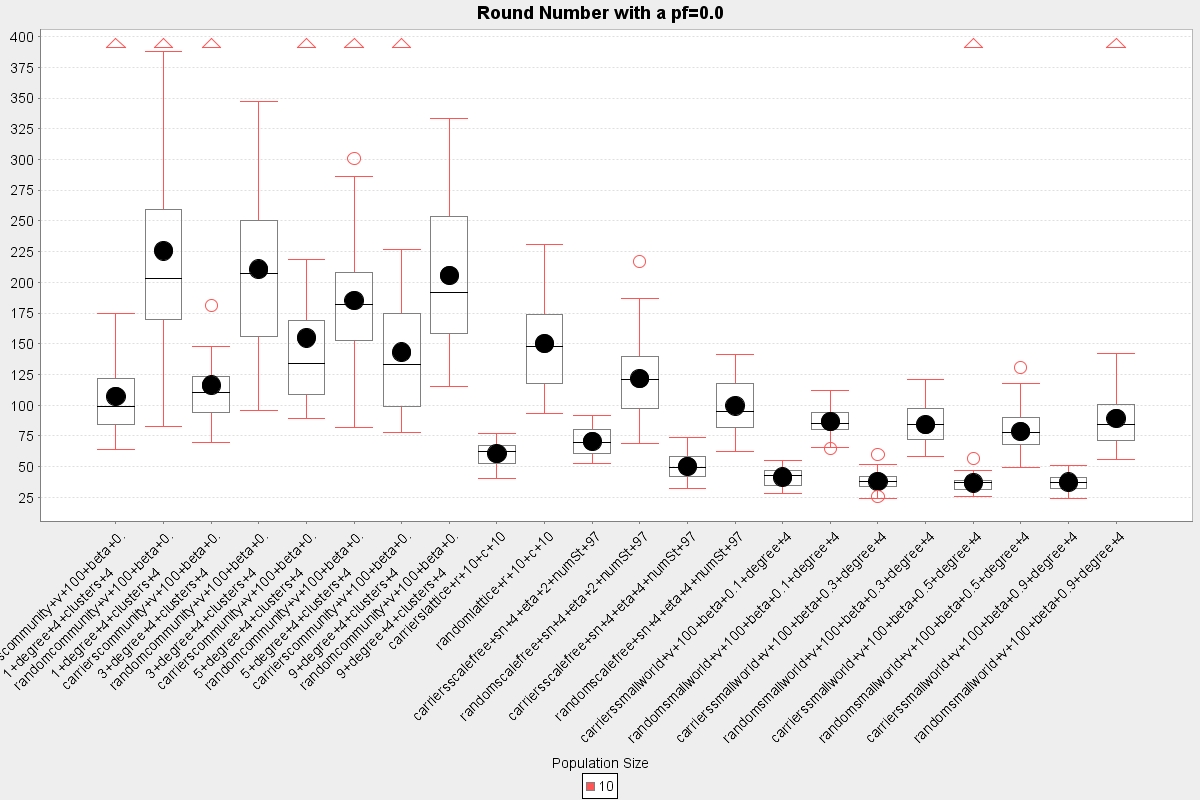 Round Number with a pf=0.0
400
375
350
325
300
275
250
225
200
175
150
125
100
75
50
25
scommunity+v+100+beta+0.
1+degree+4+clusters+4
randomcommunity+v+100+beta+0.
1+degree+4+clusters+4
carrierscommunity+v+100+beta+0.
3+degree+4+clusters+4
randomcommunity+v+100+beta+0.
3+degree+4+clusters+4
carrierscommunity+v+100+beta+0.
5+degree+4+clusters+4
randomcommunity+v+100+beta+0.
5+degree+4+clusters+4
carrierscommunity+v+100+beta+0.
9+degree+4+clusters+4
randomcommunity+v+100+beta+0.
9+degree+4+clusters+4
carrierslattice+r+10+c+10
randomlattice+r+10+c+10
carriersscalefree+sn+4+eta+2+numSt+97
randomscalefree+sn+4+eta+2+numSt+97
carriersscalefree+sn+4+eta+4+numSt+97
randomscalefree+sn+4+eta+4+numSt+97
carrierssmallworld+v+100+beta+0.1+degree+4
randomsmallworld+v+100+beta+0.1+degree+4
carrierssmallworld+v+100+beta+0.3+degree+4
randomsmallworld+v+100+beta+0.3+degree+4
carrierssmallworld+v+100+beta+0.5+degree+4
randomsmallworld+v+100+beta+0.5+degree+4
carrierssmallworld+v+100+beta+0.9+degree+4
randomsmallworld+v+100+beta+0.9+degree+4
Population Size
10